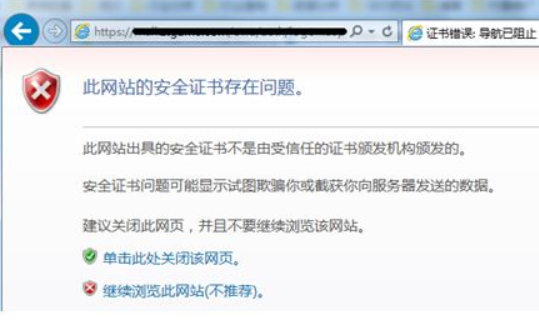 https://
证书错误: 导航已阻止
此网站的安全证书存在问题。
此网站出具的安全证书不是由受信任的证书颁发机构颁发的。
安全证书问题可能显示试图欺骗你或截获你向服务器发送的数据。
建议关闭此网页，并且不要继续浏览该网站。
单击此处关闭该网页。
继续浏览此网站(不推荐)。